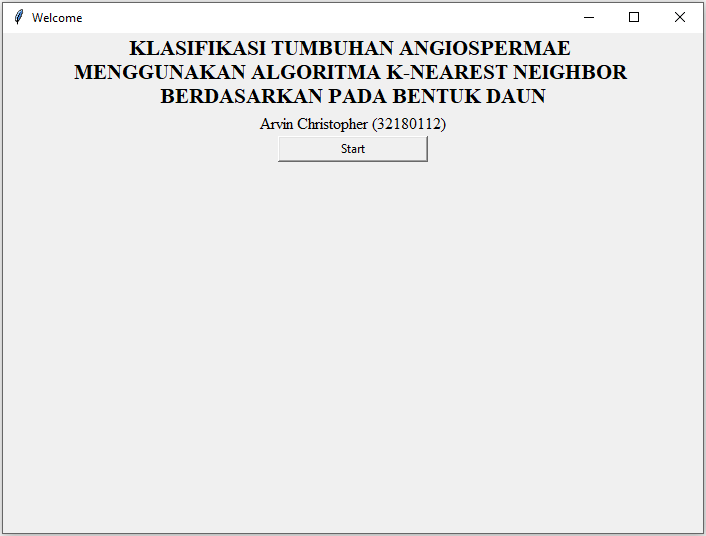 Welcome
KLASIFIKASI TUMBUHAN ANGIOSPERMAE
MENGGUNAKAN ALGORITMA K-NEAREST NEIGHBOR
BERDASARKAN PADA BENTUK DAUN
Arvin Christopher (32180112)
Start